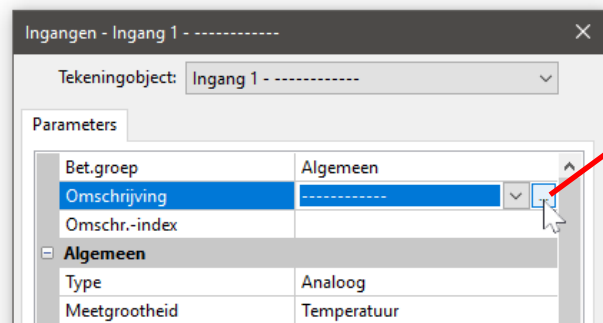 Ingangen - Ingang 1 - ------------
Tekeningobject: Ingang 1 - ------------
Parameters
Bet.groep Algemeen
Omschrijving ------------ ...
Omschr.-index
Algemeen
Type Analoog
Meetgrootheid Temperatuur